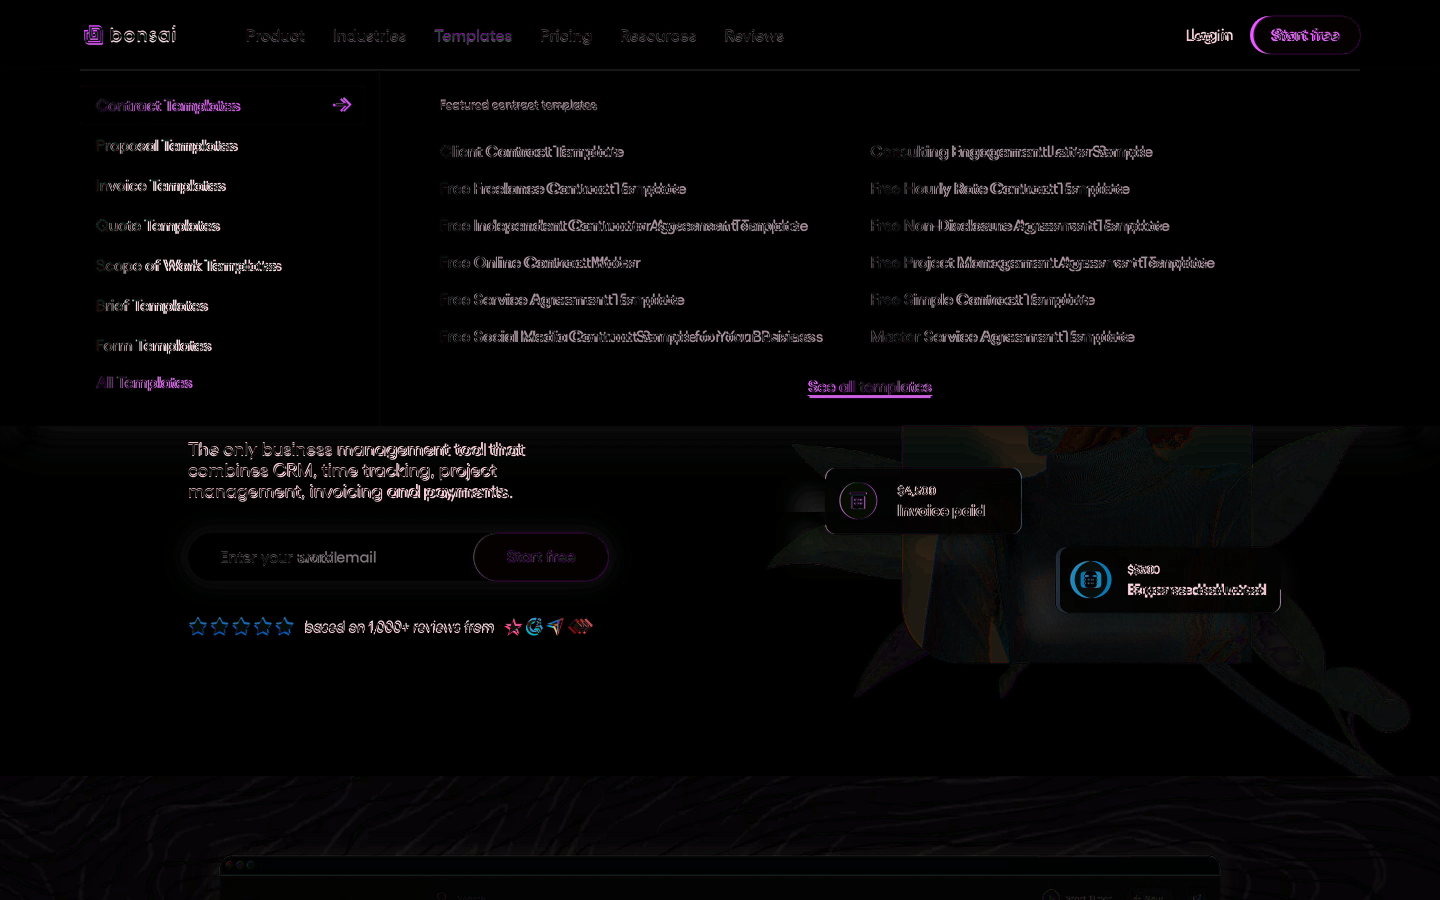 bonsai
Product
Industries
Templates
Pricing
Resources
Reviews
Start free
Contract Templates
Proposal Templates
Invoice Templates
Quote Templates
Scope of Work Templates
Brief Templates
Form Templates
All Templates
Featured contract templates
Client Contract Template
Free Freelance Contract Template
Free Independent Contractor Agreement Template
Free Online Contract Maker
Free Service Agreement Template
Free Social Media Contract Template for Your Business
Consulting Engagement Letter Sample
Free Hourly Rate Contract Template
Free Non-Disclosure Agreement Template
Free Project Management Agreement Template
Free Simple Contract Template
Master Service Agreement Template
See all templates
The only business management tool that
combines CRM, time tracking, project
management, invoicing and payments.
Enter your email
Start free
Invoice paid
based on 1,000+ reviews from